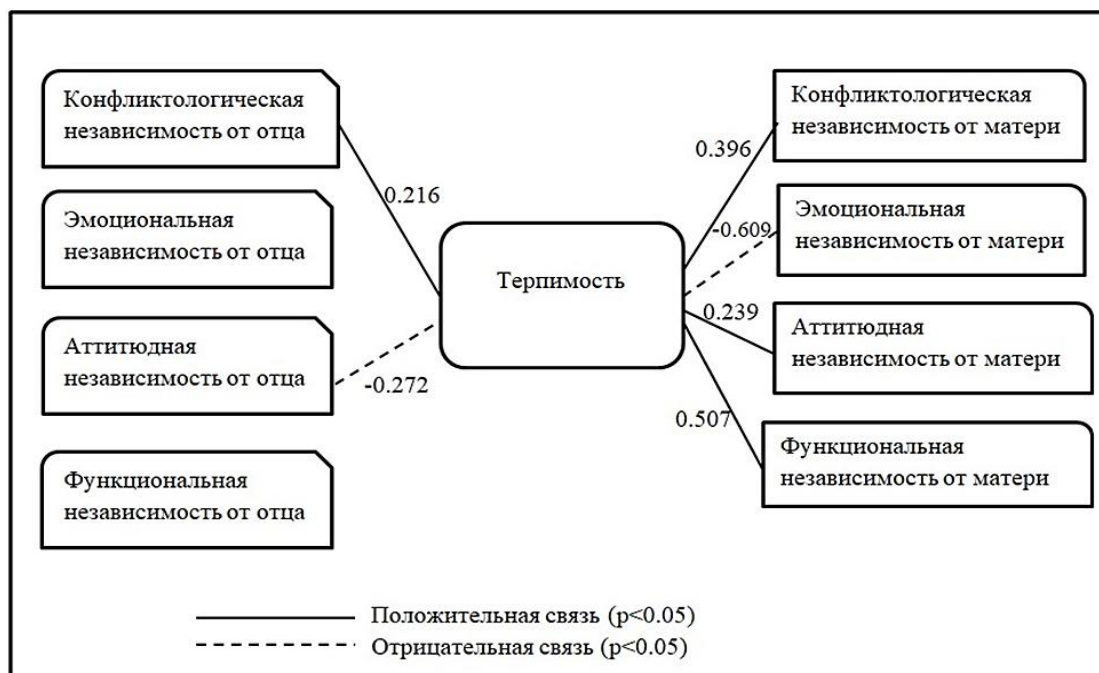 Конфликтологическая
независимость от отца
Эмоциональная
независимость от отца
Аттитюдная
независимость от отца
Функциональная
независимость от отца
0.216
-0.272
Терпимость
0.396
-0.609
0.239
0.507
Конфликтологическая
независимость от матери
Эмоциональная
независимость от матери
Аттитюдная
независимость от матери
Функциональная
независимость от матери
Положительная связь (p<0.05)
Отрицательная связь (p<0.05)